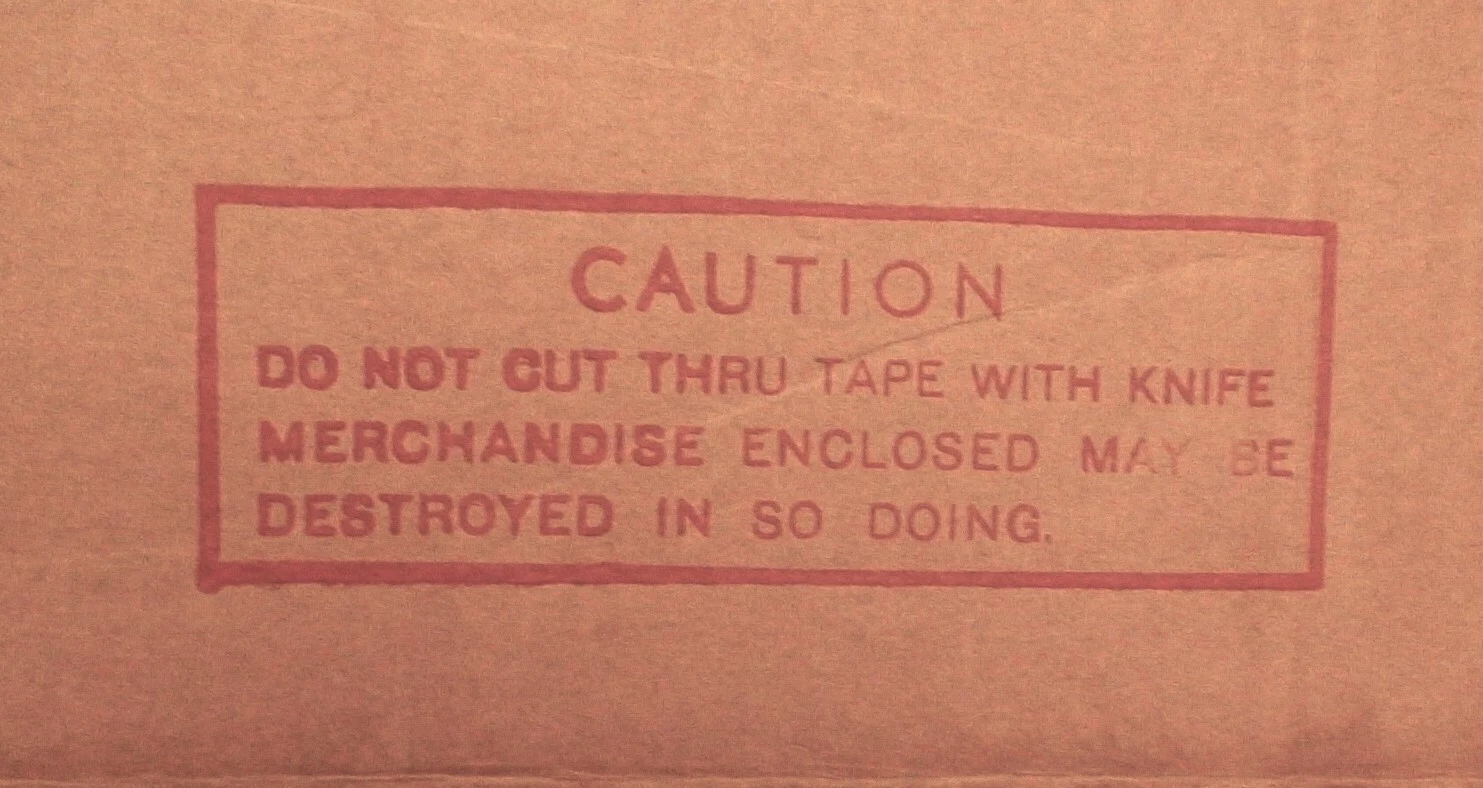 CAUTION
DO NOT CUT THRU TAPE WITH KNIFE
MERCHANDISE ENCLOSED MAY BE
DESTROYED IN SO DOING.